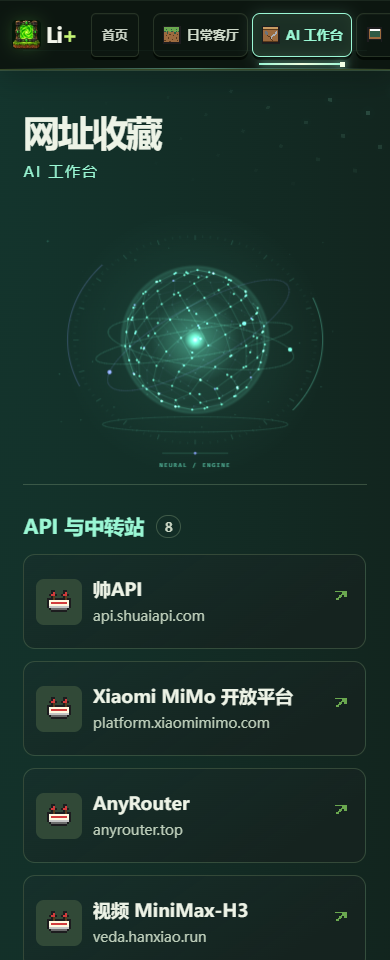 Li+ 首页 日常客厅 AI 工作台
网址收藏
AI 工作台
NEURAL / ENGINE
API 与中转站 8
帅API
api.shuaiapi.com
Xiaomi MiMo 开放平台
platform.xiaomimimo.com
AnyRouter
anyrouter.top
视频 MiniMax-H3
veda.hanxiao.run